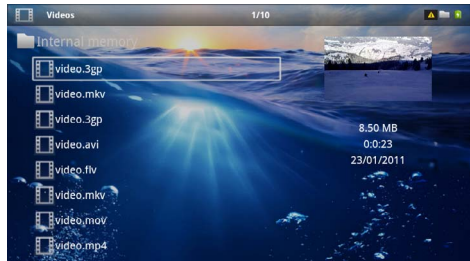 Videos
1/10
Internal memory
video.3gp
video.mkv
video.3gp
video.avi
video.flv
video.mkv
video.mov
video.mp4
8.50 MB
0:0:23
23/01/2011